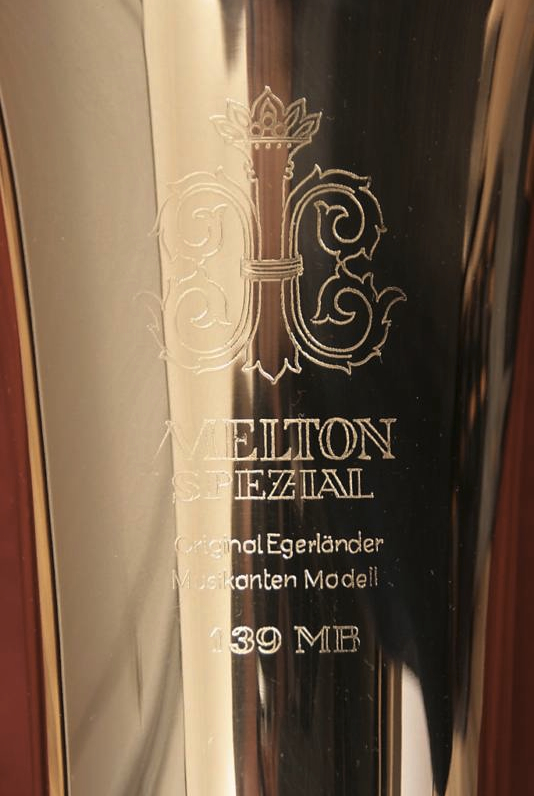 MELTON
SPEZIAL
Original Egerländer
Musikanten Modell
139 MB